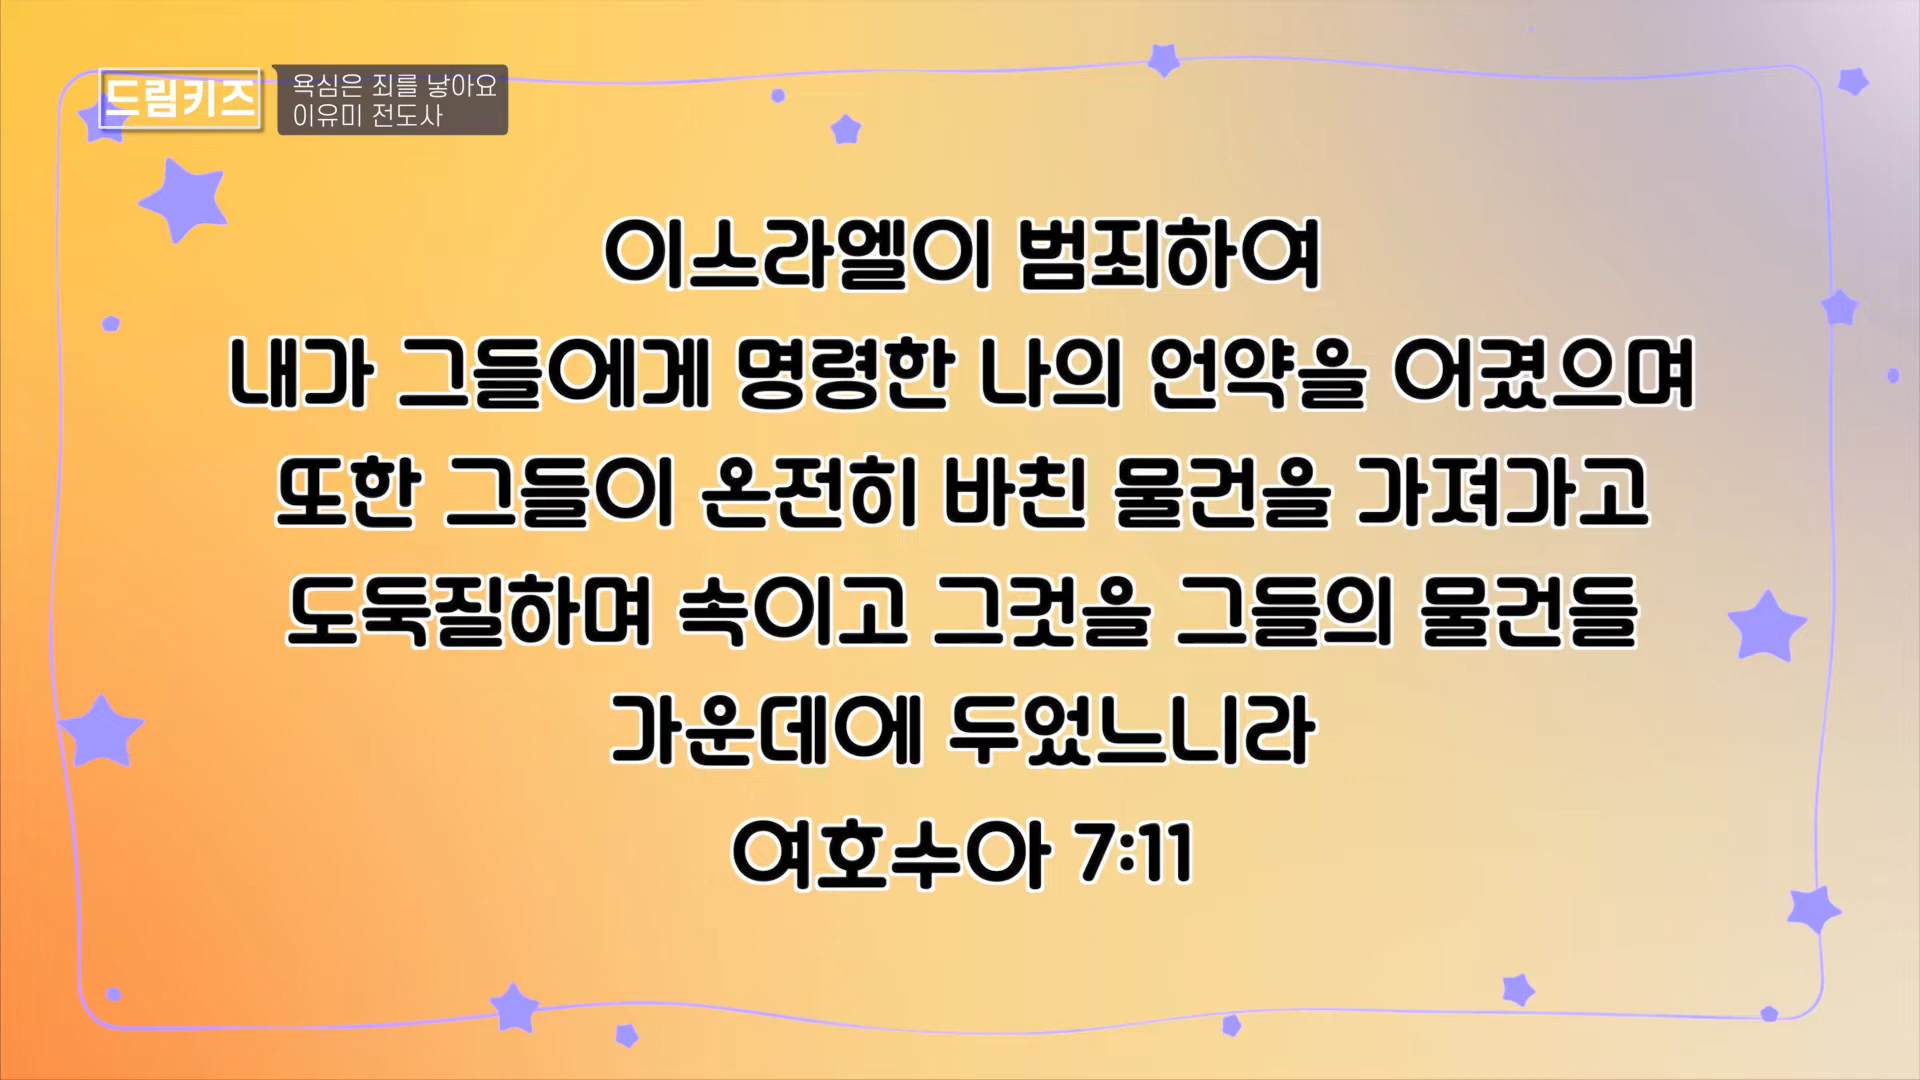 드림키즈
욕심은 죄를 낳아요
이유미 전도사
이스라엘이 범죄하여
내가 그들에게 명령한 나의 언약을 어겼으며
또한 그들이 온전히 바친 물건을 가져가고
도둑질하며 속이고 그것을 그들의 물건들
가운데에 두었느니라
여호수아 7:11